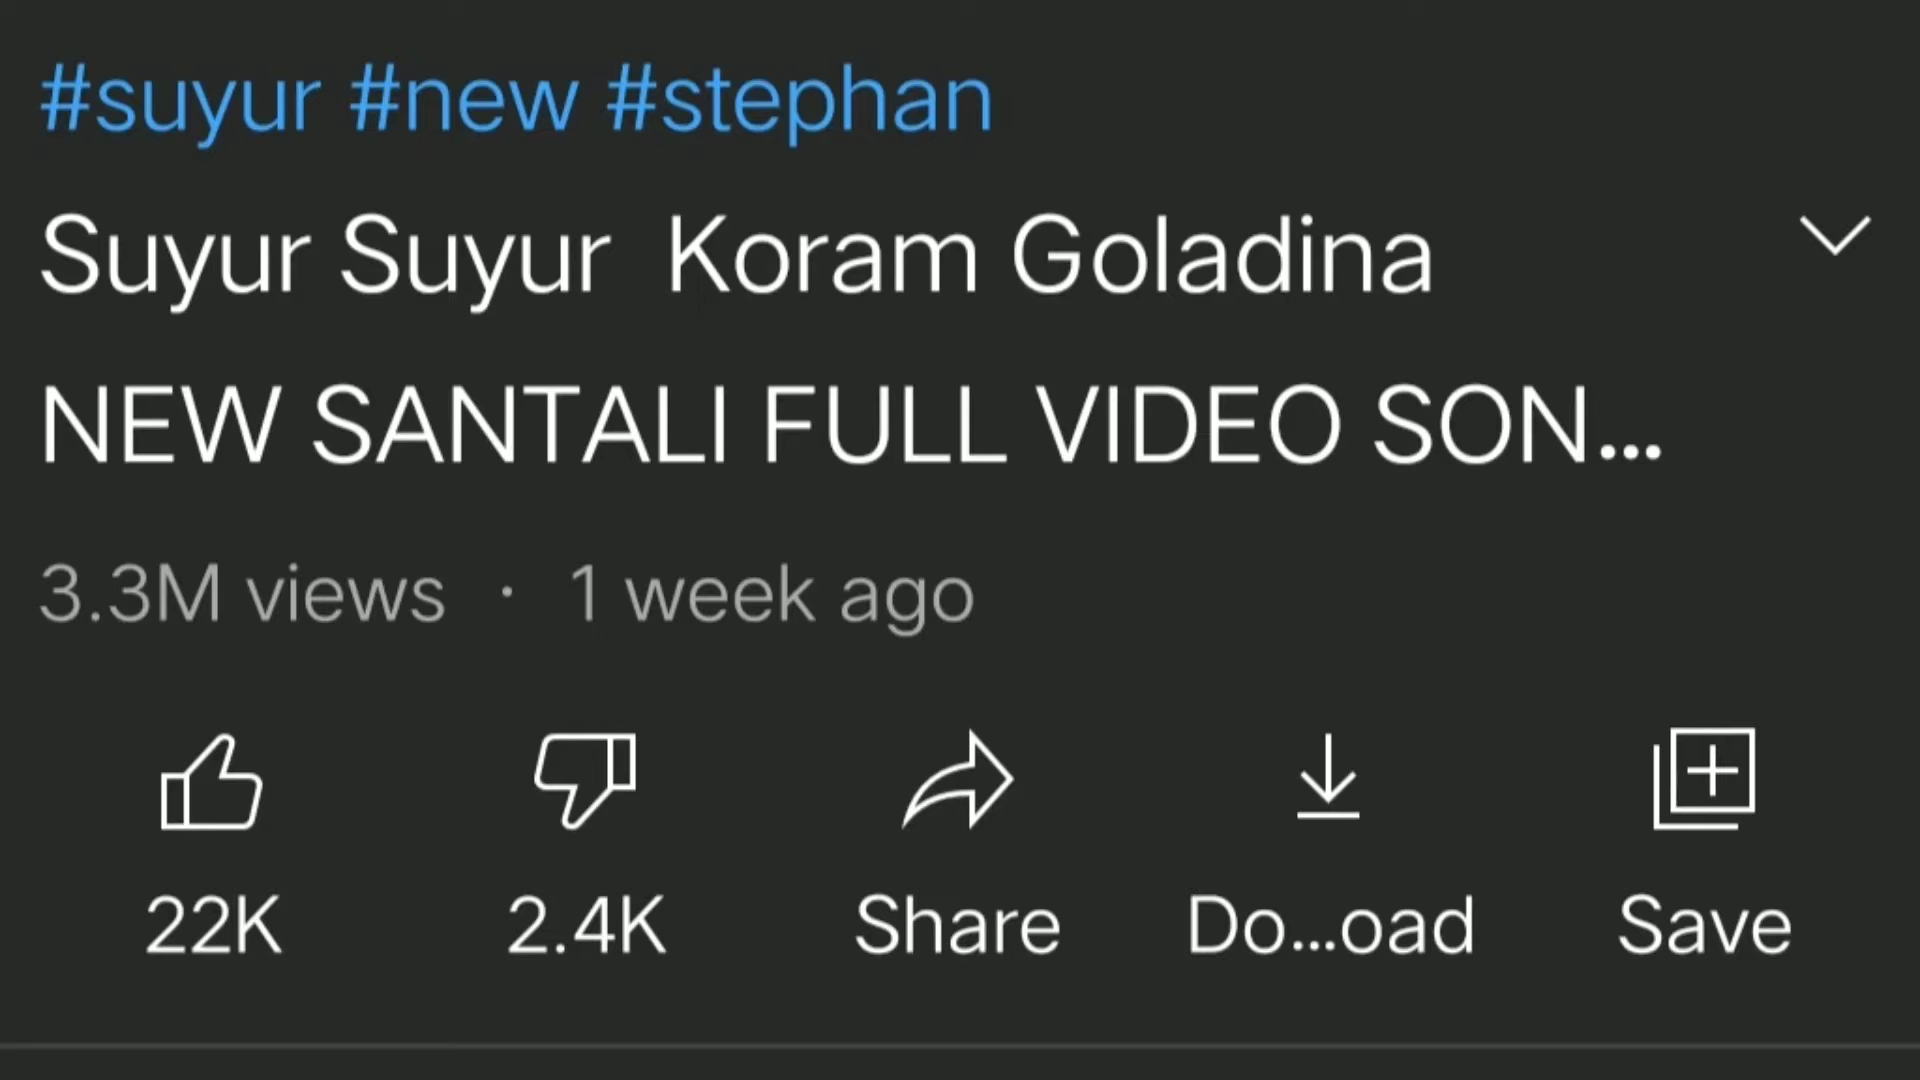 #suyur #new #stephan
Suyur Suyur  Koram Goladina
NEW SANTALI FULL VIDEO SON...
3.3M views · 1 week ago
22K 2.4K Share Do...oad Save